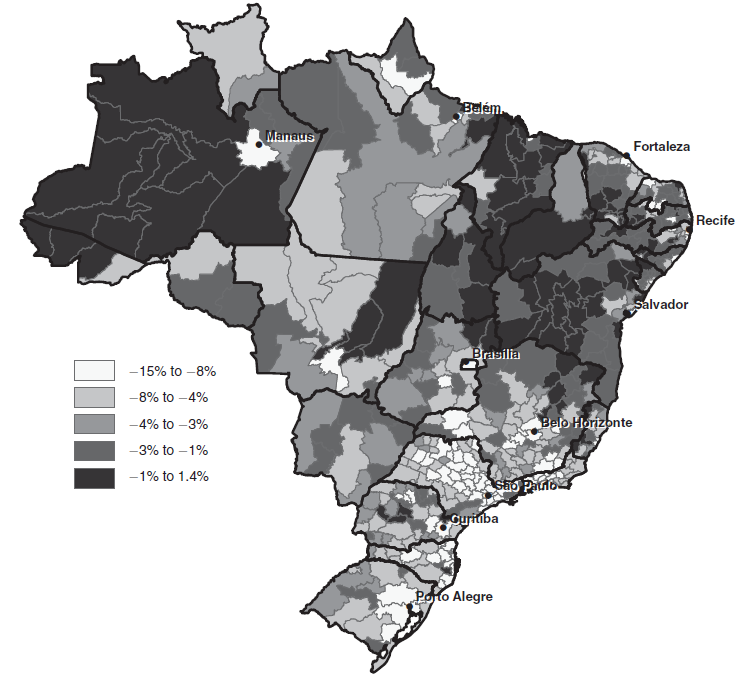 Belém
Manaus
Fortaleza
Recife
Salvador
Brasília
−15% to −8%
−8% to −4%
−4% to −3%
−3% to −1%
−1% to 1.4%
Belo Horizonte
São Paulo
Curitiba
Porto Alegre